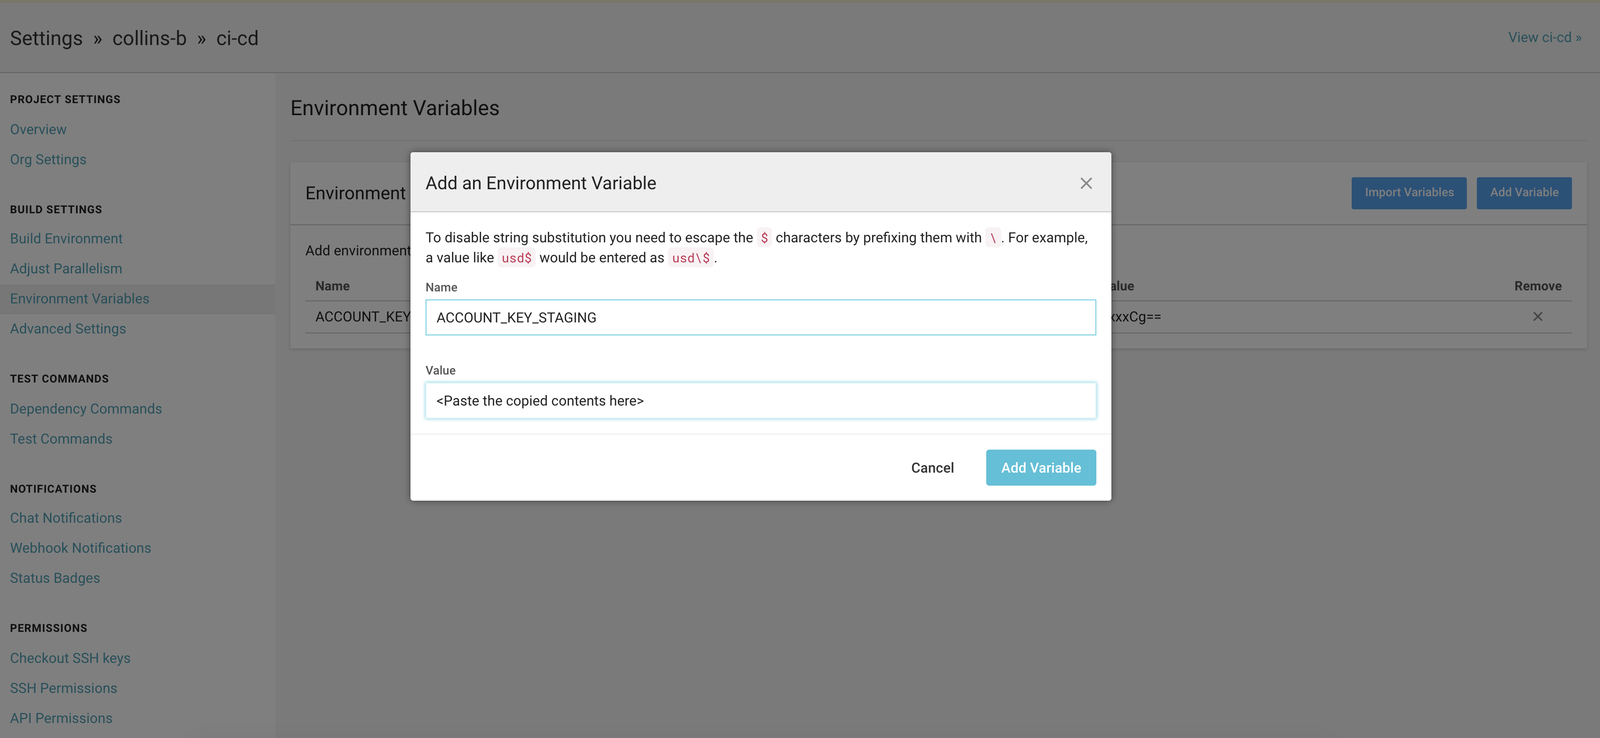 Settings » collins-b » ci-cd
View ci-cd »
PROJECT SETTINGS
Overview
Org Settings
BUILD SETTINGS
Build Environment
Adjust Parallelism
Environment Variables
Advanced Settings
TEST COMMANDS
Dependency Commands
Test Commands
NOTIFICATIONS
Chat Notifications
Webhook Notifications
Status Badges
PERMISSIONS
Checkout SSH keys
SSH Permissions
API Permissions
Environment Variables
Environment
Import Variables
Add Variable
Add environment
Name
alue
Remove
ACCOUNT_KEY
xxxCg==
Add an Environment Variable
To disable string substitution you need to escape the $ characters by prefixing them with \. For example,
a value like usd$ would be entered as usd\$.
Name
ACCOUNT_KEY_STAGING
Value
<Paste the copied contents here>
Cancel
Add Variable